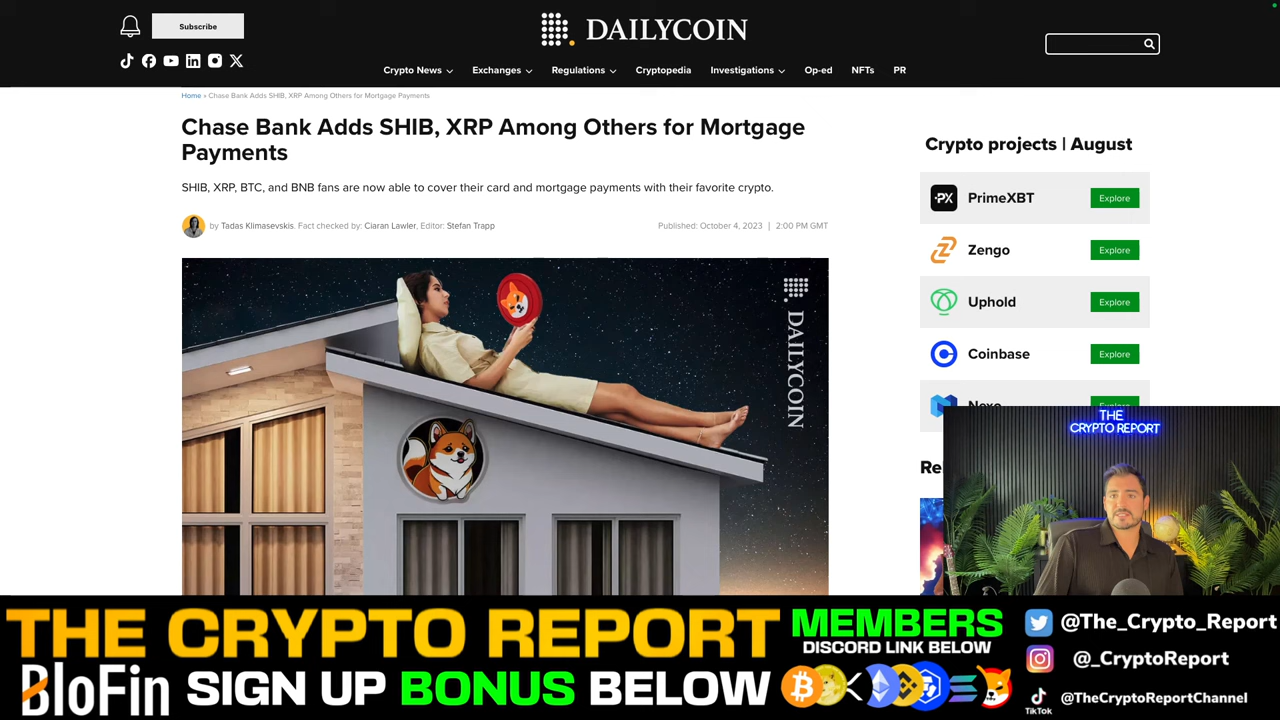 Subscribe
DAILYCOIN
Crypto News
Exchanges
Regulations
Cryptopedia
Investigations
Op-ed
NFTs
PR
Home » Chase Bank Adds SHIB, XRP Among Others for Mortgage Payments
Chase Bank Adds SHIB, XRP Among Others for Mortgage
Payments
SHIB, XRP, BTC, and BNB fans are now able to cover their card and mortgage payments with their favorite crypto.
by Tadas Klimasevskis. Fact checked by: Ciaran Lawler, Editor: Stefan Trapp
Published: October 4, 2023 | 2:00 PM GMT
DAILYCOIN
Crypto projects | August
PrimeXBT
Explore
Zengo
Explore
Uphold
Explore
Coinbase
Explore
Nexo
Explore
Re
THE
CRYPTO REPORT
THE CRYPTO REPORT
MEMBERS
DISCORD LINK BELOW
BloFin
SIGN UP BONUS BELOW
@The_Crypto_Report
@_CryptoReport
TikTok
@TheCryptoReportChannel